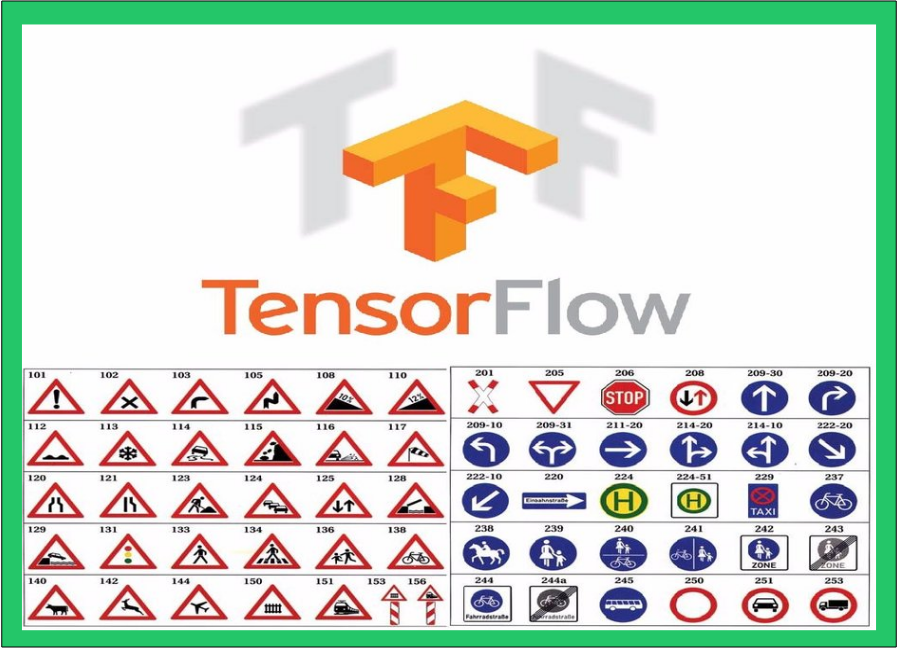 TensorFlow
101 102 103 105 108 110
10% 12%
112 113 114 115 116 117
120 121 123 124 125 128
129 131 133 134 136 138
140 142 144 150 151 153 156
201 205 206 208 209-30 209-20
STOP
209-10 209-31 211-20 214-20 214-10 222-20
222-10 220 224 224-51 229 237
Einbahnstraße H H TAXI
238 239 240 241 242 243
ZONE ZONE
244 244a 245 250 251 253
Fahrradstraße Fahrradstraße